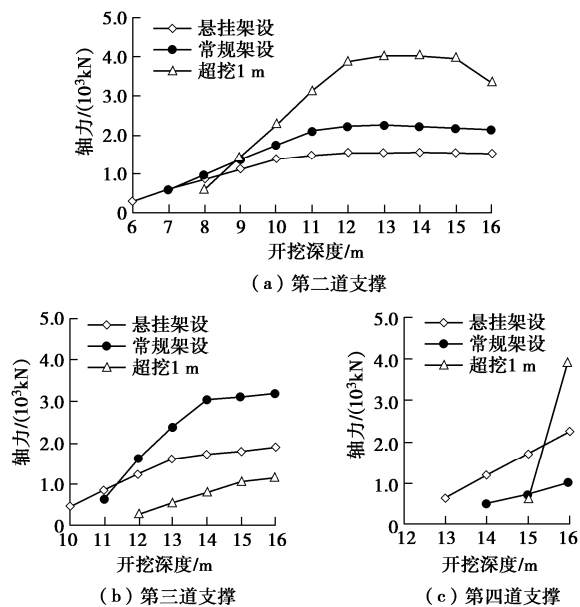 5.0
4.0
3.0
2.0
1.0
0
轴力/(10³kN)
悬挂架设
常规架设
超挖1 m
6 7 8 9 10 11 12 13 14 15 16
开挖深度/m
(a)第二道支撑
5.0
4.0
3.0
2.0
1.0
0
轴力/(10³kN)
悬挂架设
常规架设
超挖1 m
10 11 12 13 14 15 16
开挖深度/m
(b)第三道支撑
5.0
4.0
3.0
2.0
1.0
0
轴力/(10³kN)
悬挂架设
常规架设
超挖1 m
12 13 14 15 16
开挖深度/m
(c)第四道支撑